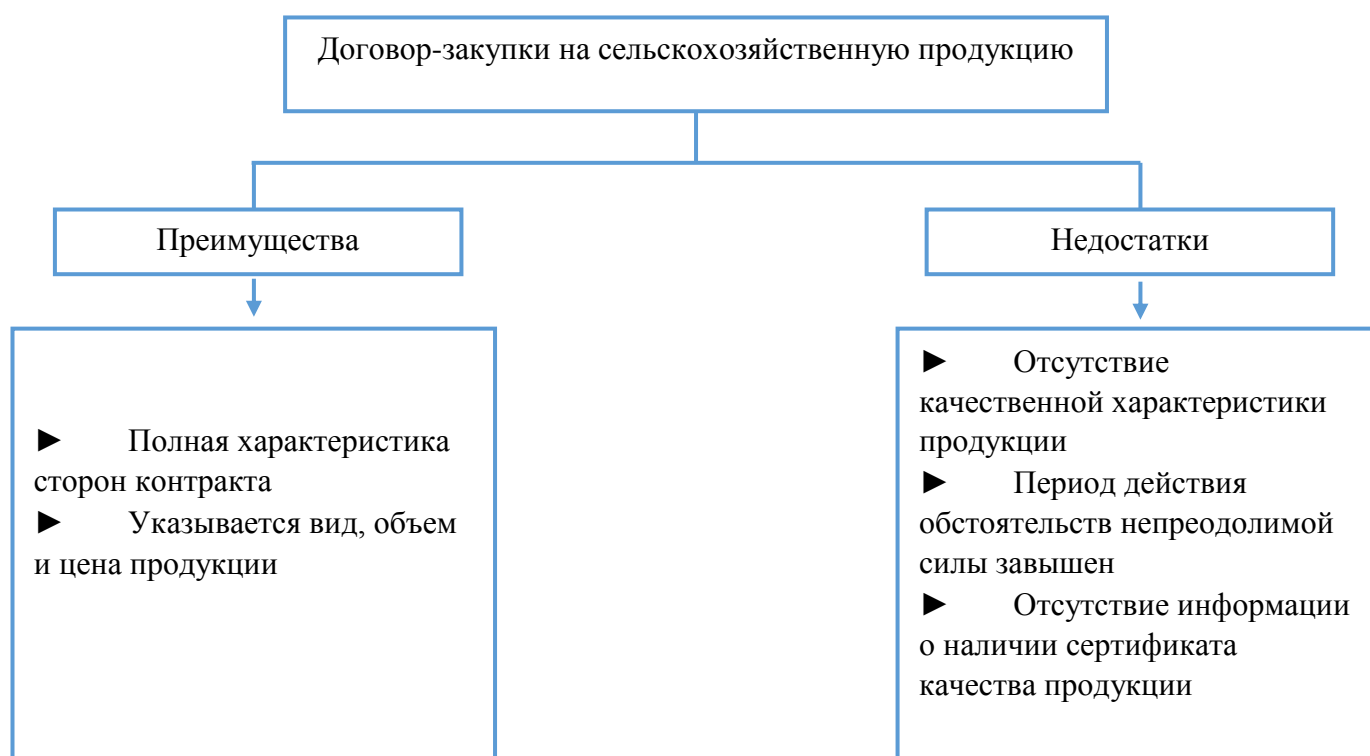 Договор-закупки на сельскохозяйственную продукцию
Преимущества
Недостатки
► Полная характеристика
сторон контракта
► Указывается вид, объем
и цена продукции
► Отсутствие
качественной характеристики
продукции
► Период действия
обстоятельств непреодолимой
силы завышен
► Отсутствие информации
о наличии сертификата
качества продукции